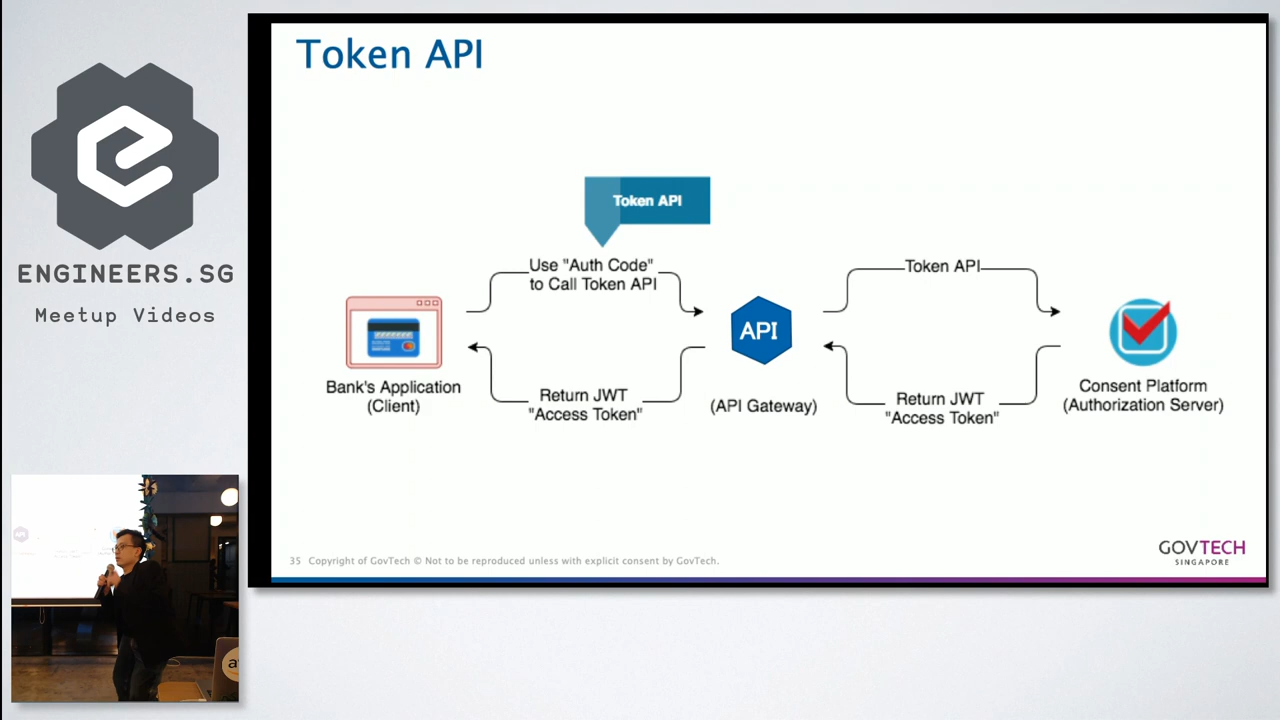 Token API
ENGINEERS.SG
Meetup Videos
Token API
Use "Auth Code"
to Call Token API
Token API
API
Bank's Application
(Client)
Return JWT
"Access Token"
(API Gateway)
Return JWT
"Access Token"
Consent Platform
(Authorization Server)
35 Copyright of GovTech © Not to be reproduced unless with explicit consent by GovTech.
GOVTECH
SINGAPORE